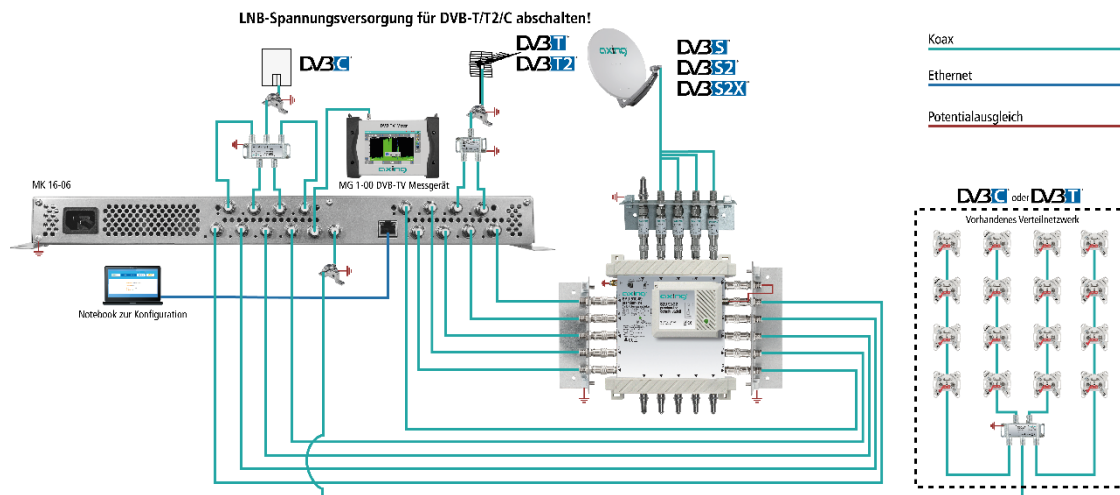 LNB-Spannungsversorgung für DVB-T/T2/C abschalten!
DVB C
DVB T
DVB T2
axing
DVB S
DVB S2
DVB S2X
Koax
Ethernet
Potentialausgleich
MK 16-06
axing
MG 1-00 DVB-TV Messgerät
Notebook zur Konfiguration
axing
DVB C oder DVB T
Vorhandenes Verteilnetzwerk